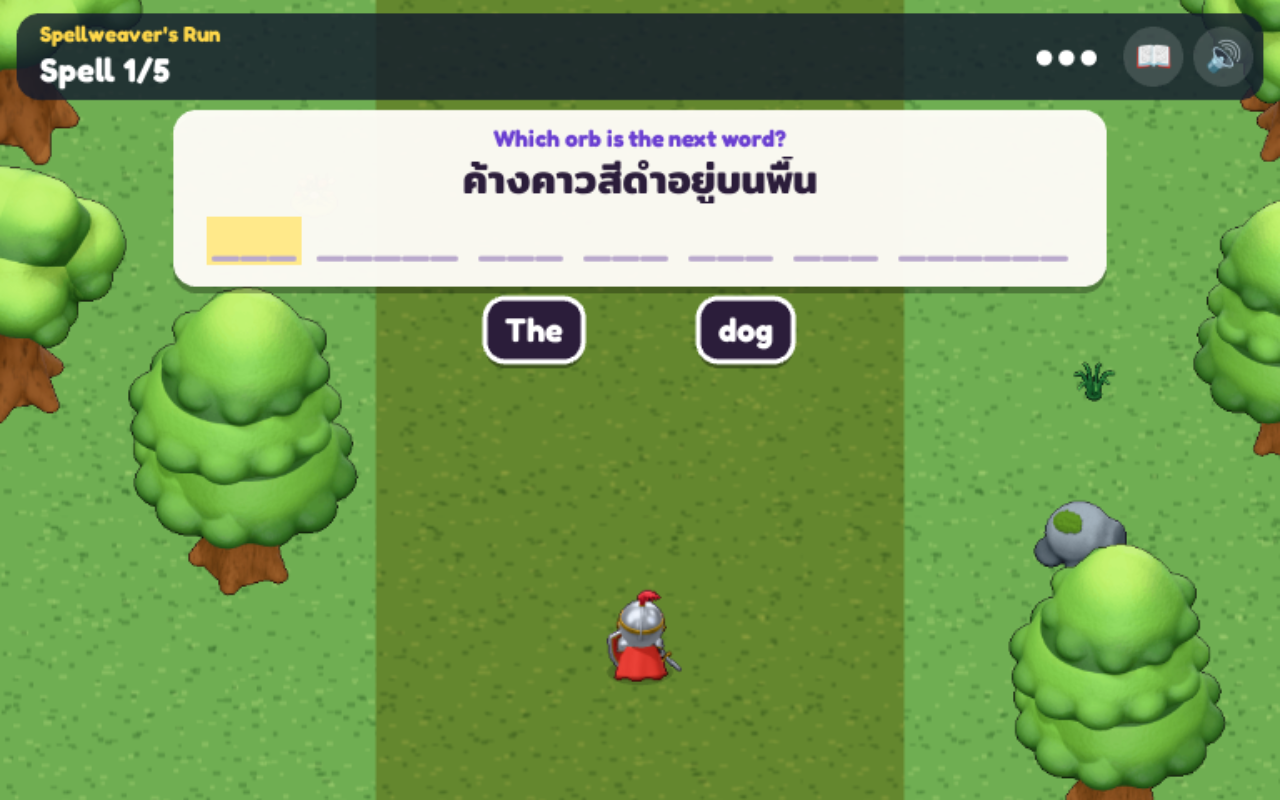 Spellweaver's Run
Spell 1/5
Which orb is the next word?
ค้างคาวสีดำอยู่บนพื้น
The dog